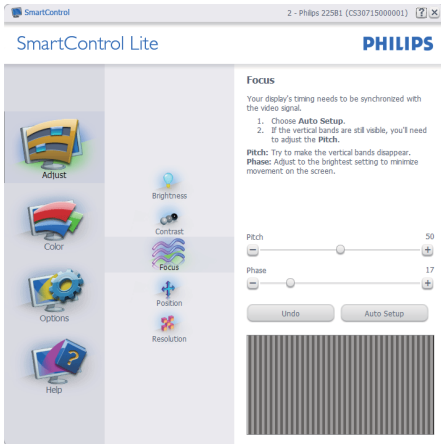 SmartControl
2 - Philips 225B1 (CS30715000001) ? X
SmartControl Lite
PHILIPS
Adjust
Color
Options
Help
Brightness
Contrast
Focus
Position
Resolution
Focus
Your display's timing needs to be synchronized with
the video signal.
1. Choose Auto Setup.
2. If the vertical bands are still visible, you'll need
to adjust the Pitch.
Pitch: Try to make the vertical bands disappear.
Phase: Adjust to the brightest setting to minimize
movement on the screen.
Pitch 50
Phase 17
Undo Auto Setup